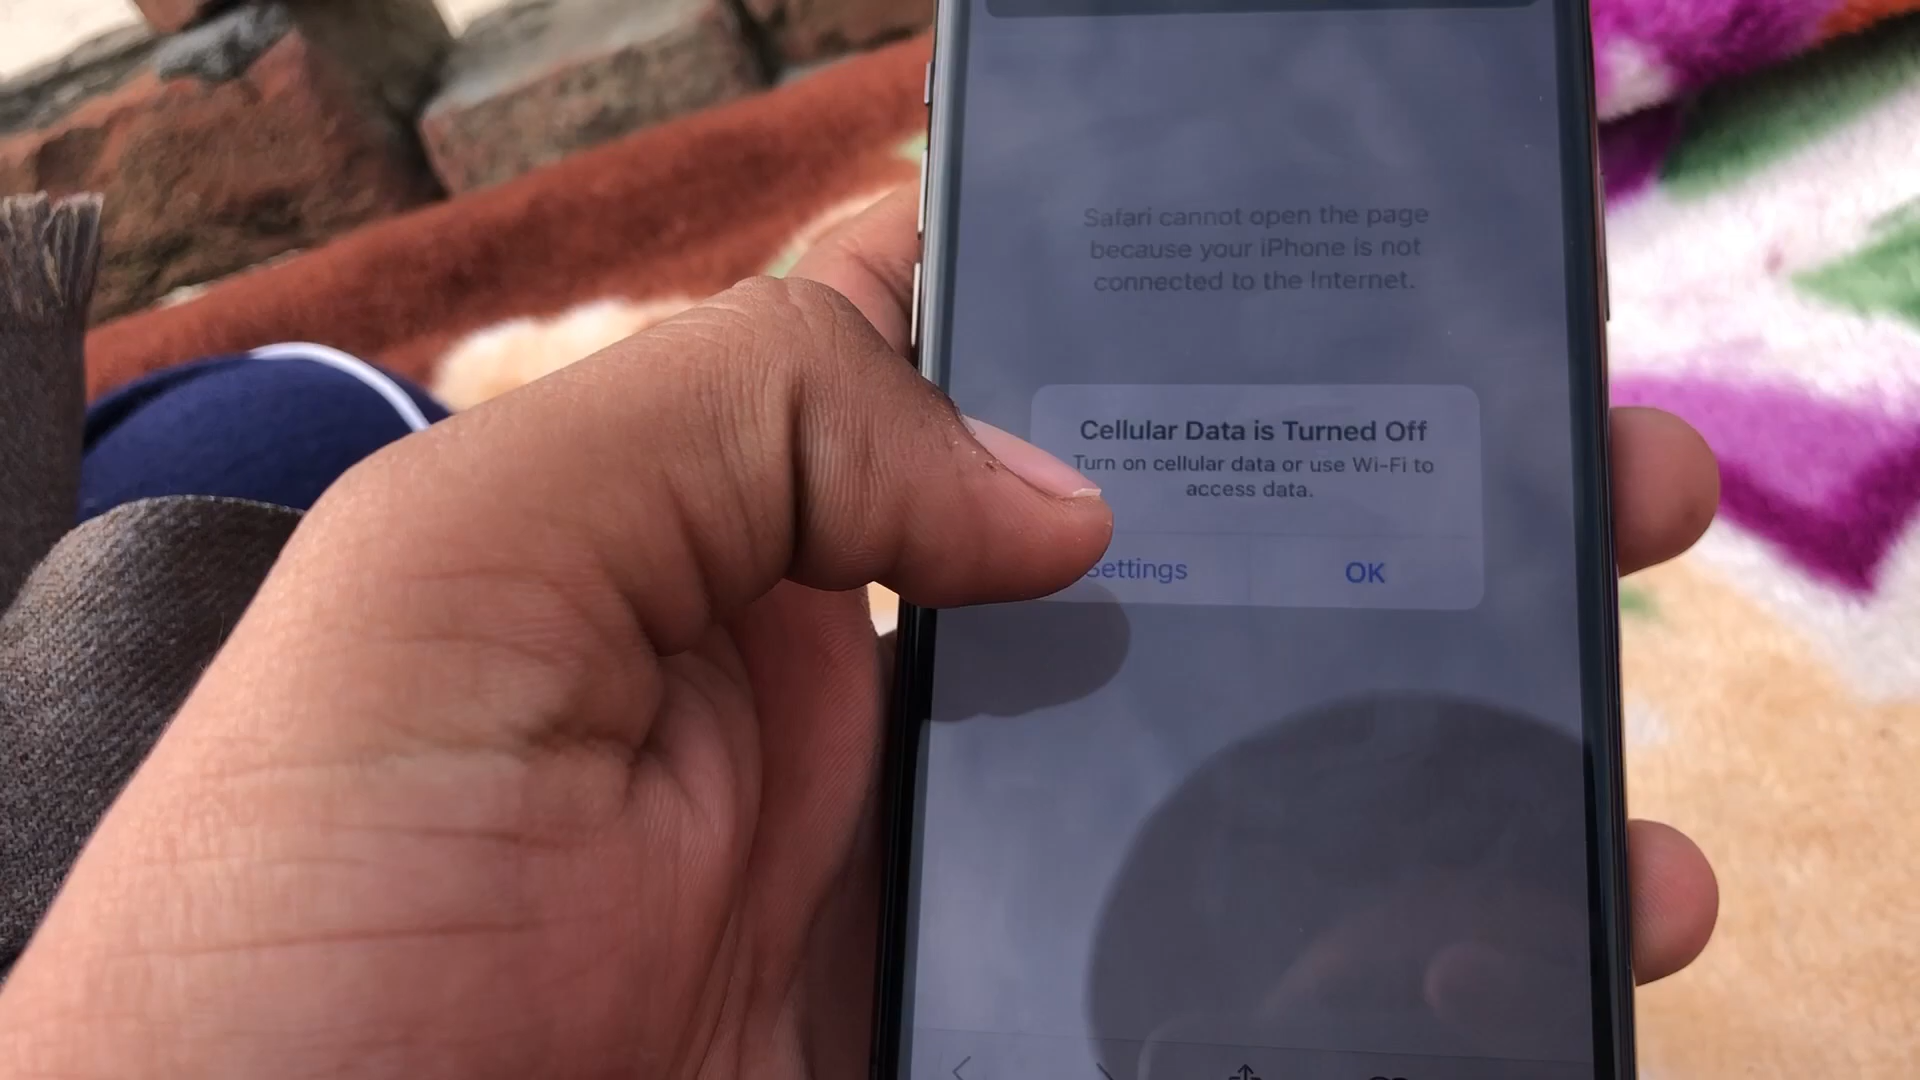 Safari cannot open the page
because your iPhone is not
connected to the Internet.
Cellular Data is Turned Off
Turn on cellular data or use Wi-Fi to
access data.
Settings
OK